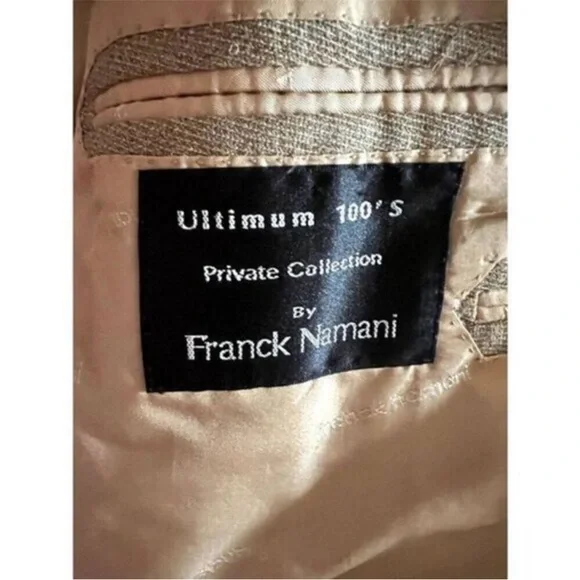 Ultimum 100's
Private Collection
By
Franck Namani